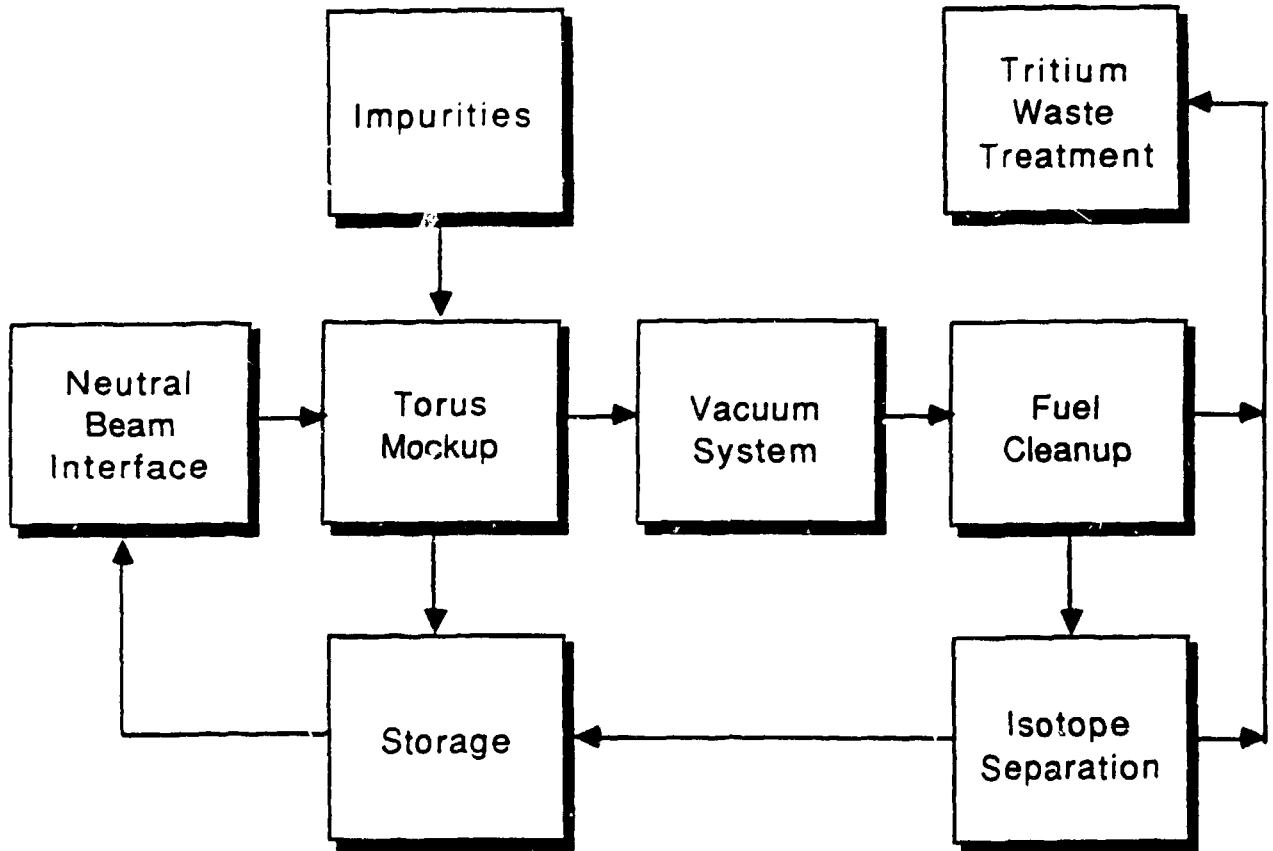 Impurities
Tritium
Waste
Treatment
Neutral
Beam
Interface
Torus
Mockup
Vacuum
System
Fuel
Cleanup
Storage
Isotope
Separation